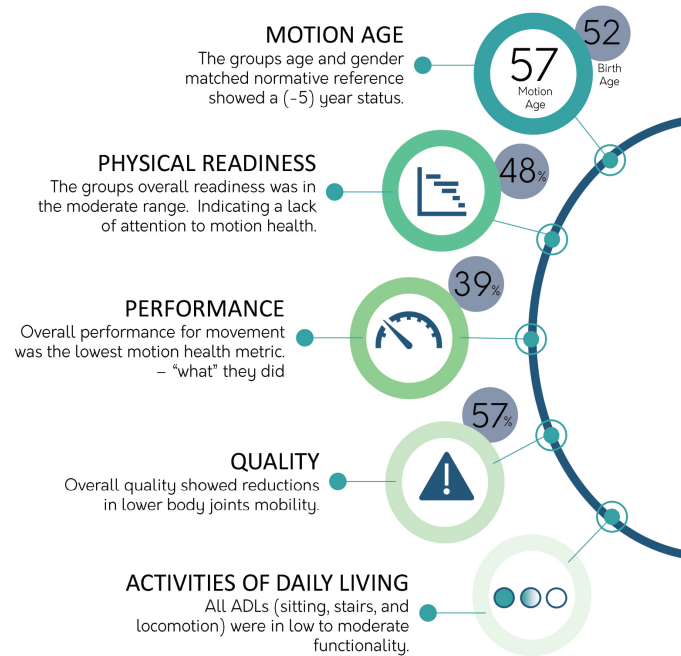 MOTION AGE
The groups age and gender
matched normative reference
showed a (-5) year status.
57
Motion
Age
52
Birth
Age
PHYSICAL READINESS
The groups overall readiness was in
the moderate range. Indicating a lack
of attention to motion health.
48%
PERFORMANCE
Overall performance for movement
was the lowest motion health metric.
– “what” they did
39%
QUALITY
Overall quality showed reductions
in lower body joints mobility.
57%
ACTIVITIES OF DAILY LIVING
All ADLs (sitting, stairs, and
locomotion) were in low to moderate
functionality.